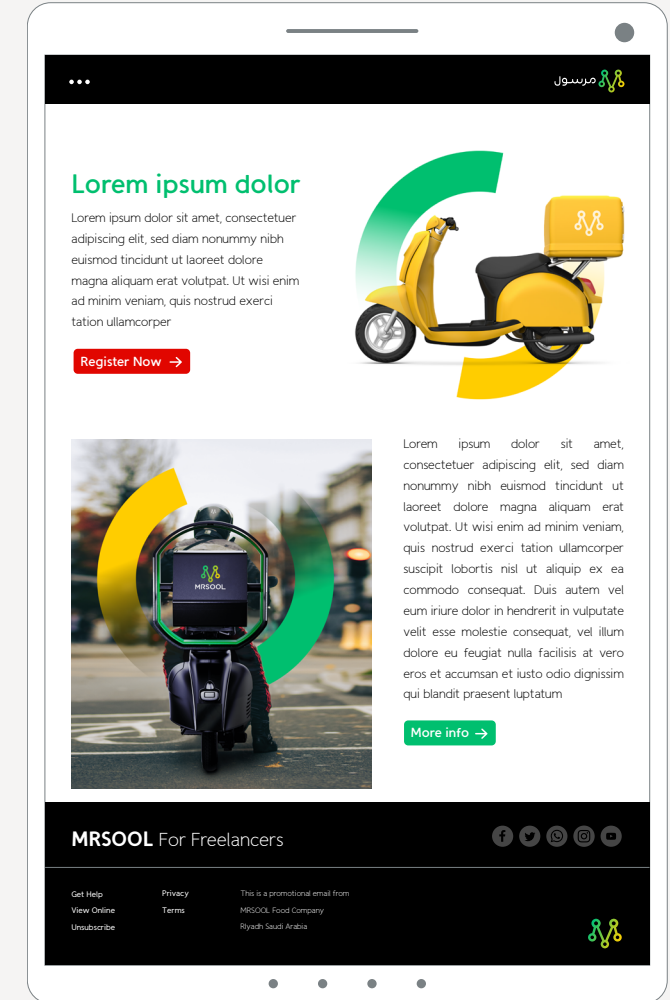 مرسول
Lorem ipsum dolor
Lorem ipsum dolor sit amet, consectetuer
adipiscing elit, sed diam nonummy nibh
euismod tincidunt ut laoreet dolore
magna aliquam erat volutpat. Ut wisi enim
ad minim veniam, quis nostrud exerci
tation ullamcorper
Register Now
MRSOOL
Lorem ipsum dolor sit amet,
consectetuer adipiscing elit, sed diam
nonummy nibh euismod tincidunt ut
laoreet dolore magna aliquam erat
volutpat. Ut wisi enim ad minim veniam,
quis nostrud exerci tation ullamcorper
suscipit lobortis nisl ut aliquip ex ea
commodo consequat. Duis autem vel
eum iriure dolor in hendrerit in vulputate
velit esse molestie consequat, vel illum
dolore eu feugiat nulla facilisis at vero
eros et accumsan et iusto odio dignissim
qui blandit praesent luptatum
More info
MRSOOL For Freelancers
Get Help
View Online
Unsubscribe
Privacy
Terms
This is a promotional email from
MRSOOL Food Company
RIyadh Saudi Arabia